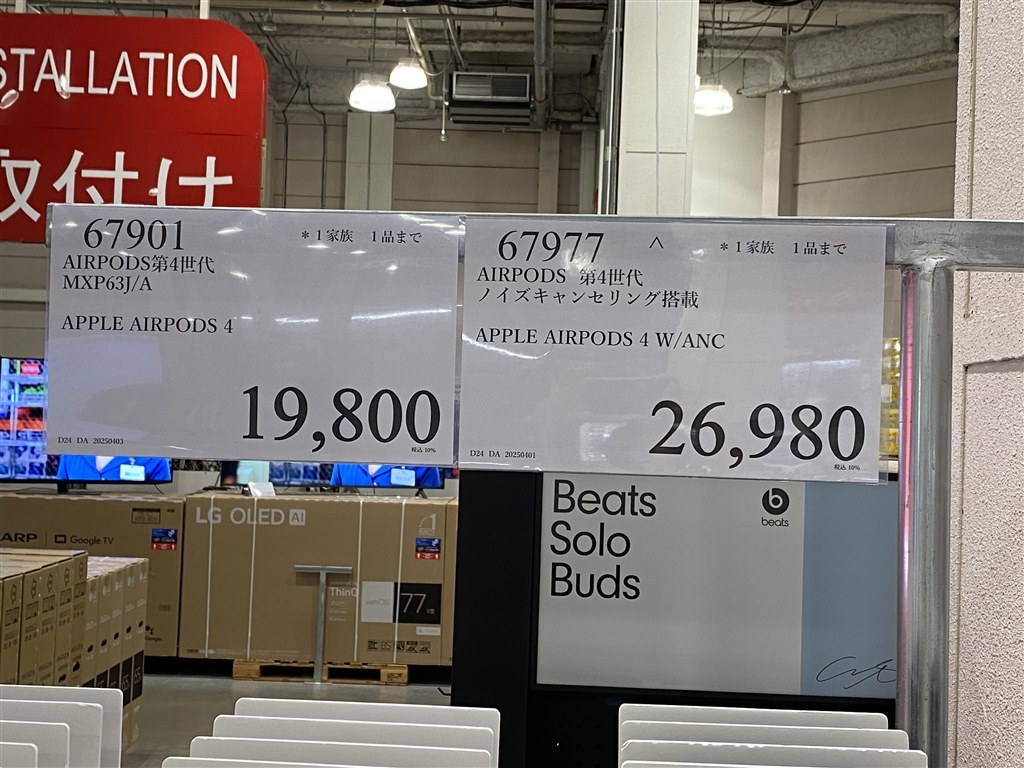 STALLATION
取付け
67901
＊1家族 1品まで
AIRPODS第4世代
MXP63J/A
APPLE AIRPODS 4
19,800
D24 DA 20250403
税込 10%
67977 ^
＊1家族 1品まで
AIRPODS 第4世代
ノイズキャンセリング搭載
APPLE AIRPODS 4 W/ANC
26,980
D24 DA 20250401
税込 10%
Beats
Solo
Buds
beats
ARP
Google TV
LG OLED AI
ThinQ
webOS
77